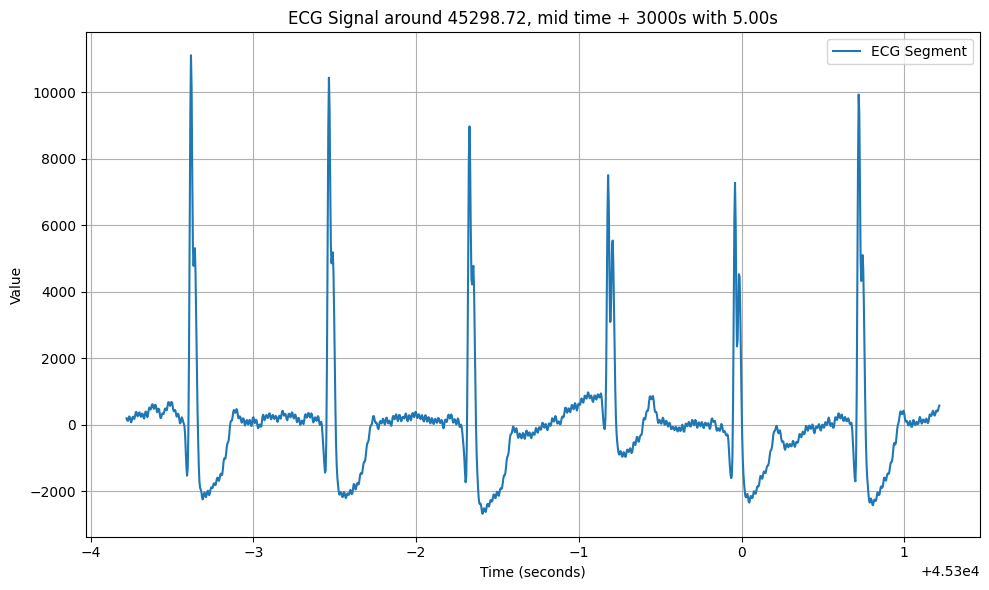 ECG Signal around 45298.72, mid time + 3000s with 5.00s
ECG Segment
10000
8000
6000
4000
2000
0
−2000
Value
−4
−3
−2
−1
0
1
Time (seconds)
+4.53e4